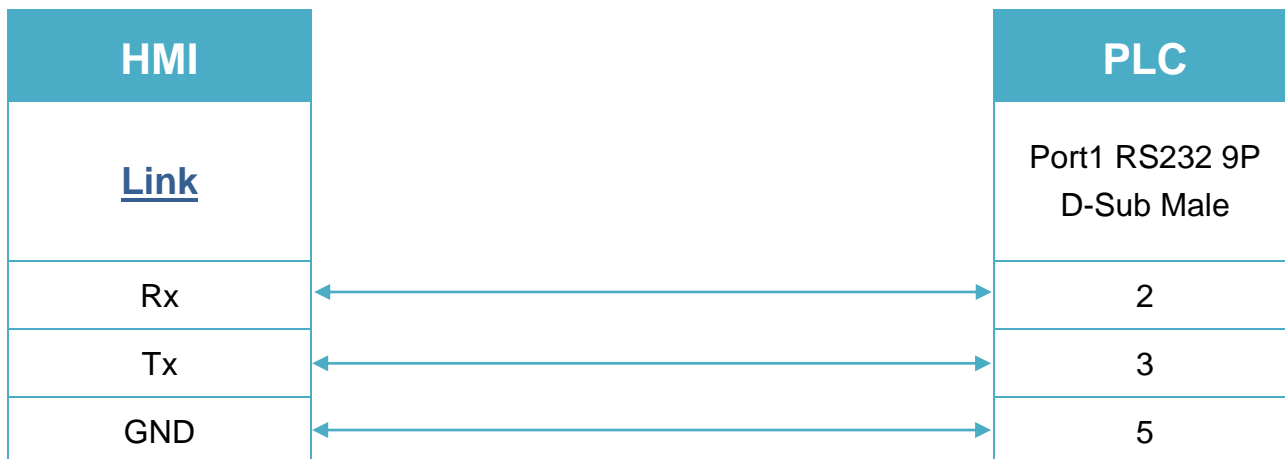 HMI
PLC
Link
Port1 RS232 9P
D-Sub Male
Rx
2
Tx
3
GND
5